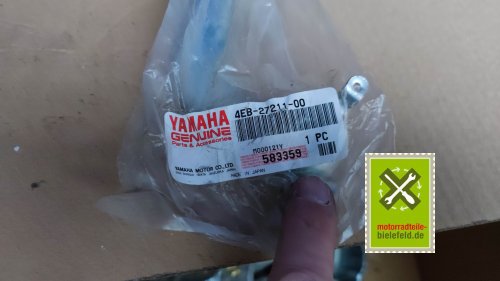 4EB-27211-00
YAMAHA
GENUINE
Parts & Accessories
1 PC
M000121Y
583359
YAMAHA MOTOR CO., LTD.
MADE IN JAPAN
motorradteile-
bielefeld.de